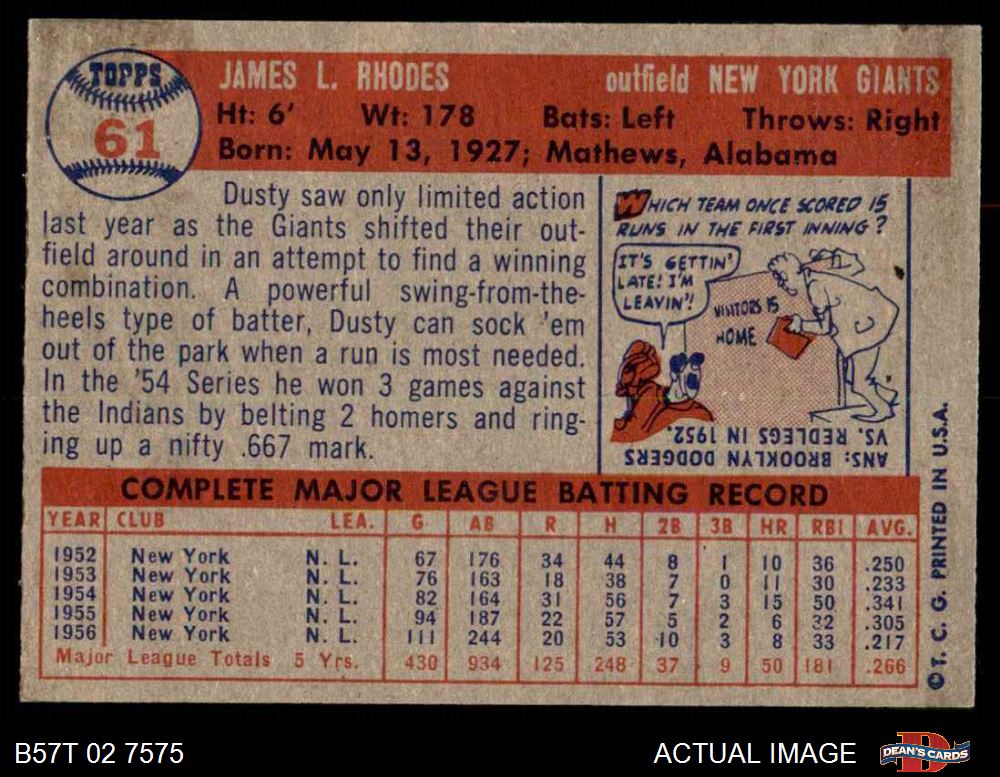 TOPPS
61
JAMES L. RHODES outfield NEW YORK GIANTS
Ht: 6' Wt: 178 Bats: Left Throws: Right
Born: May 13, 1927; Mathews, Alabama
Dusty saw only limited action
last year as the Giants shifted their out-
field around in an attempt to find a winning
combination. A powerful swing-from-the-
heels type of batter, Dusty can sock 'em
out of the park when a run is most needed.
In the '54 Series he won 3 games against
the Indians by belting 2 homers and ring-
ing up a nifty .667 mark.
WHICH TEAM ONCE SCORED 15
RUNS IN THE FIRST INNING?
IT'S GETTIN'
LATE! I'M
LEAVIN'!
VISITORS 15
HOME
ANS: BROOKLYN DODGERS
VS. REDLEGS IN 1952.
COMPLETE MAJOR LEAGUE BATTING RECORD
YEAR CLUB LEA. G AB R H 2B 3B HR RBI AVG.
1952 New York N. L. 67 176 34 44 8 1 10 36 .250
1953 New York N. L. 76 163 18 38 7 0 11 30 .233
1954 New York N. L. 82 164 31 56 7 3 15 50 .341
1955 New York N. L. 94 187 22 57 5 2 6 32 .305
1956 New York N. L. 111 244 20 53 10 3 8 33 .217
Major League Totals 5 Yrs. 430 934 125 248 37 9 50 181 .266
©T. C. G. PRINTED IN U.S.A.
B57T 02 7575 ACTUAL IMAGE
DEAN'S CARDS